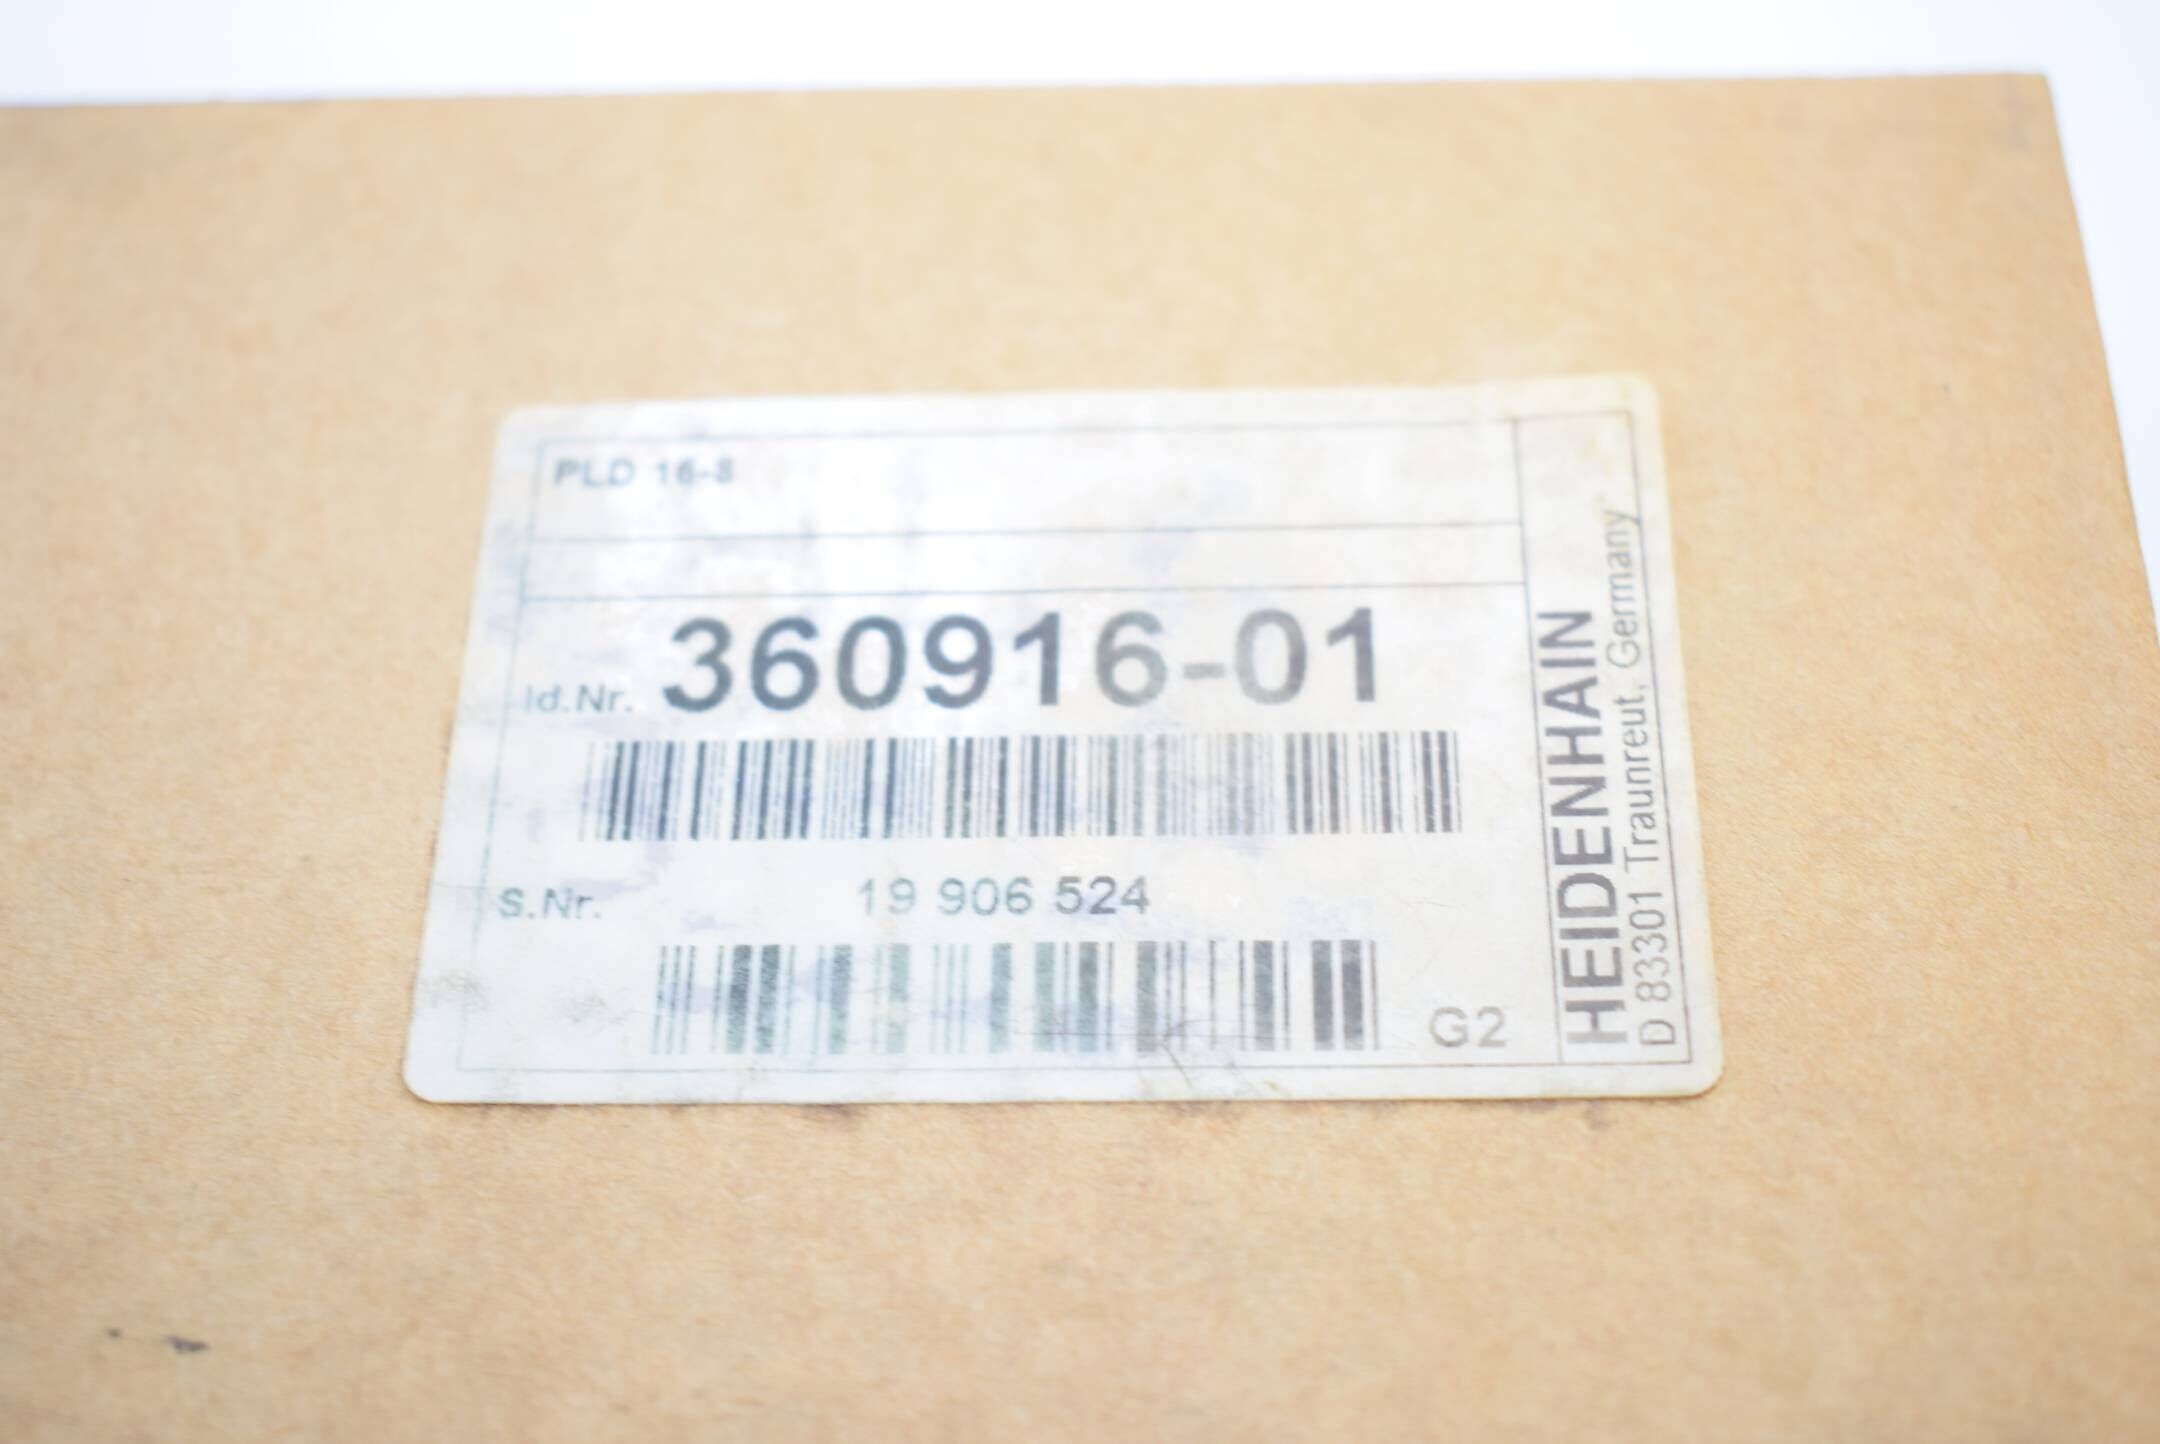 PLD 16-8
Id.Nr. 360916-01
S.Nr. 19 906 524
G2
HEIDENHAIN
D 83301 Traunreut, Germany